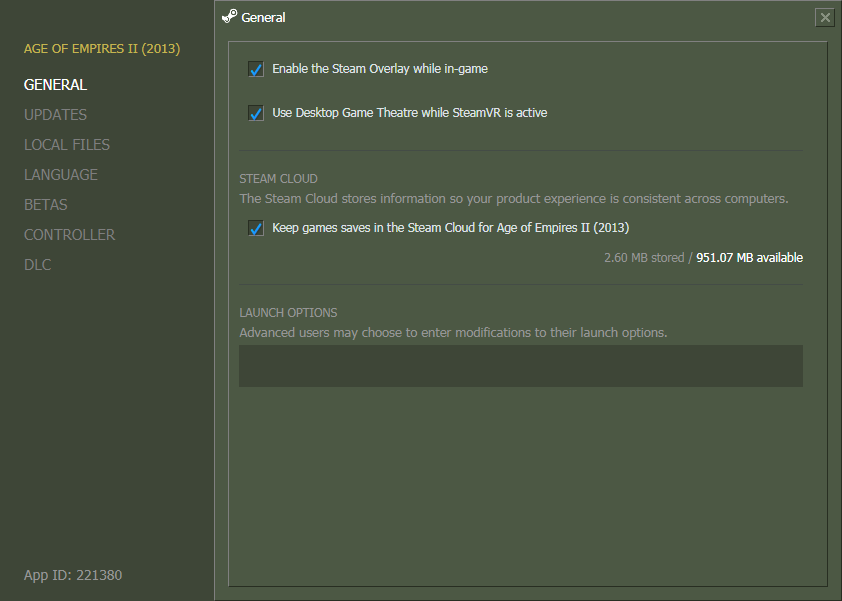 AGE OF EMPIRES II (2013)
GENERAL
UPDATES
LOCAL FILES
LANGUAGE
BETAS
CONTROLLER
DLC
App ID: 221380
General
Enable the Steam Overlay while in-game
Use Desktop Game Theatre while SteamVR is active
STEAM CLOUD
The Steam Cloud stores information so your product experience is consistent across computers.
Keep games saves in the Steam Cloud for Age of Empires II (2013)
2.60 MB stored / 951.07 MB available
LAUNCH OPTIONS
Advanced users may choose to enter modifications to their launch options.